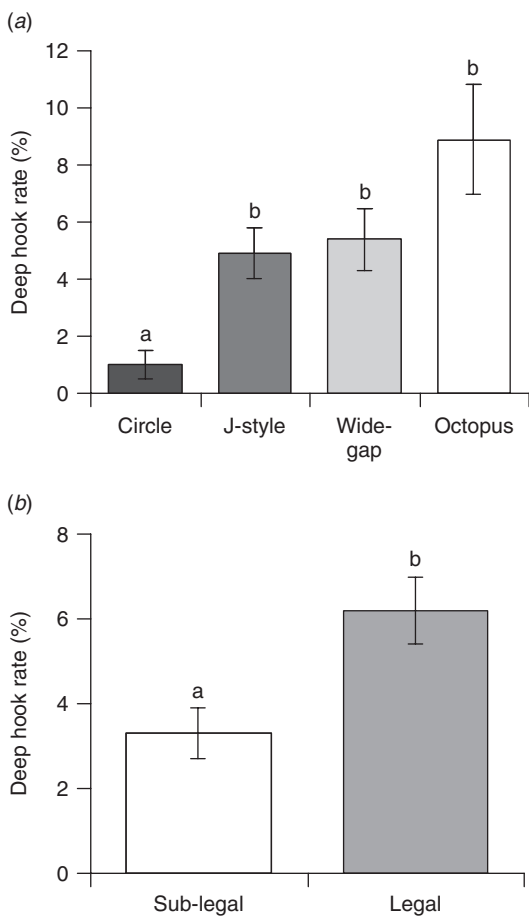 (a)
12
10
8
6
4
2
0
Deep hook rate (%)
a
b
b
b
Circle
J-style
Wide-
gap
Octopus
(b)
8
6
4
2
0
Deep hook rate (%)
a
b
Sub-legal
Legal